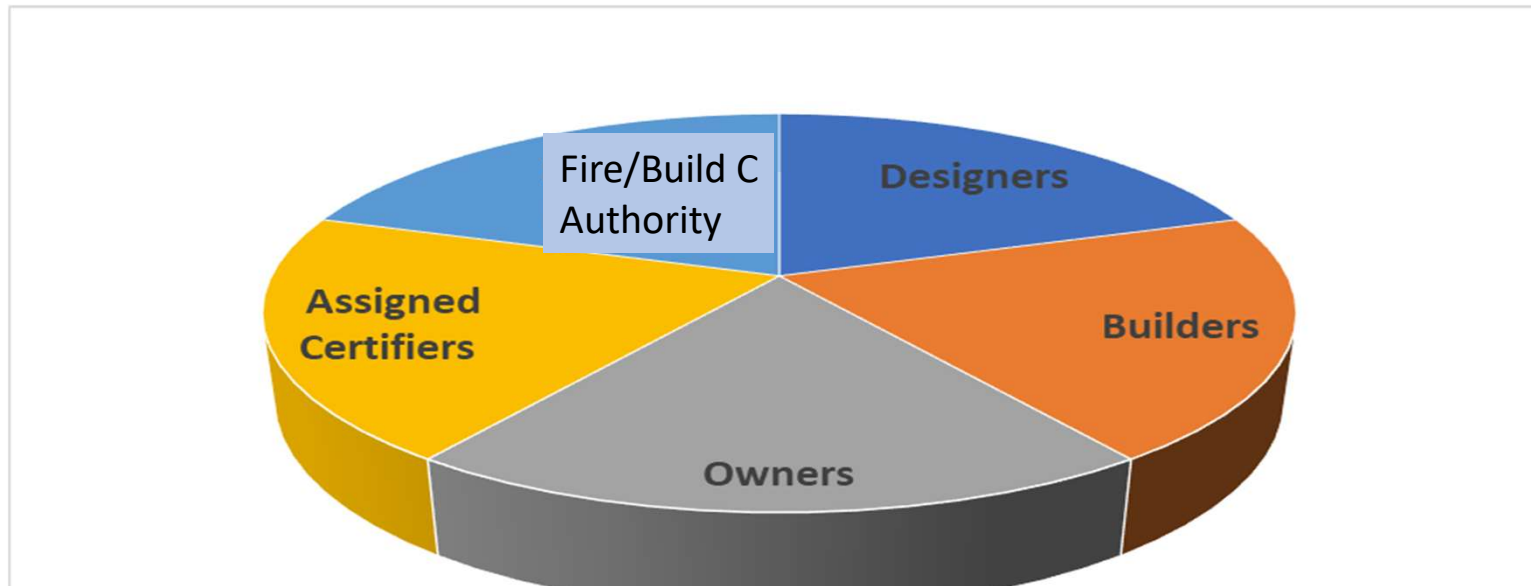 Fire/Build C
Authority
Designers
Assigned
Certifiers
Builders
Owners